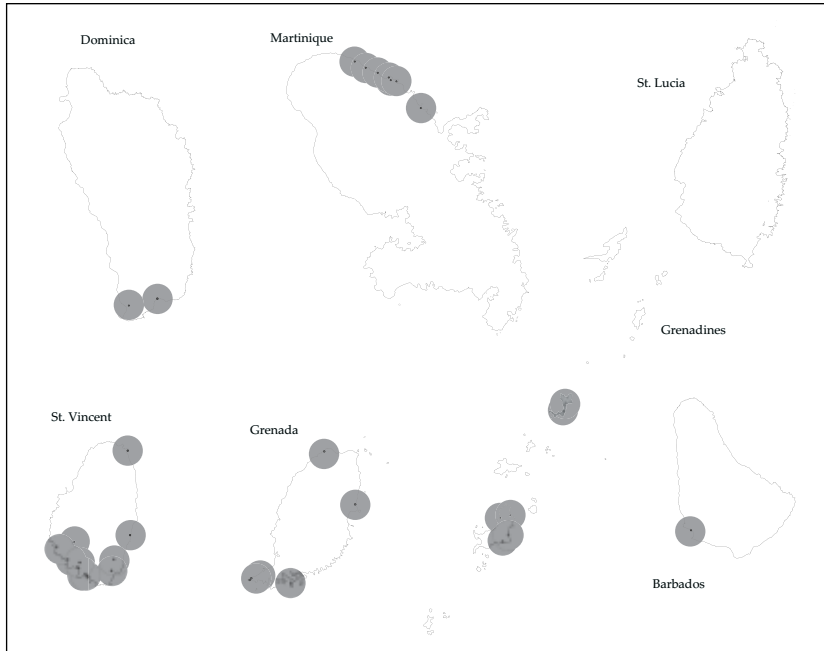 Dominica
Martinique
St. Lucia
Grenadines
St. Vincent
Grenada
Barbados